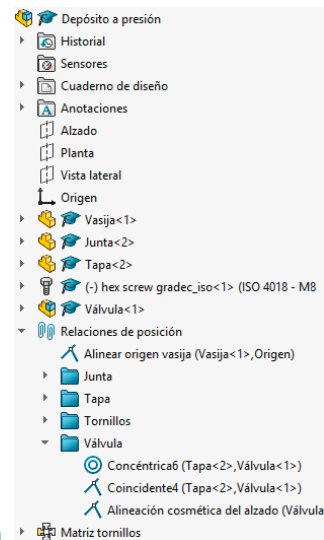 Depósito a presión
Historial
Sensores
Cuaderno de diseño
Anotaciones
Alzado
Planta
Vista lateral
Origen
Vasija<1>
Junta<2>
Tapa<2>
(-) hex screw gradec_iso<1> (ISO 4018 - M8
Válvula<1>
Relaciones de posición
Alinear origen vasija (Vasija<1>,Origen)
Junta
Tapa
Tornillos
Válvula
Concéntrica6 (Tapa<2>,Válvula<1>)
Coincidente4 (Tapa<2>,Válvula<1>)
Alineación cosmética del alzado (Válvula
Matriz tornillos